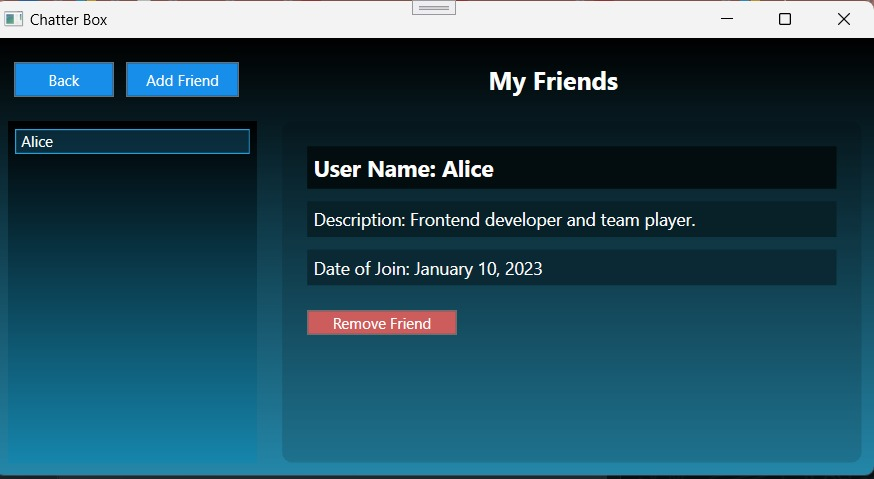 Chatter Box
Back
Add Friend
My Friends
Alice
User Name: Alice
Description: Frontend developer and team player.
Date of Join: January 10, 2023
Remove Friend